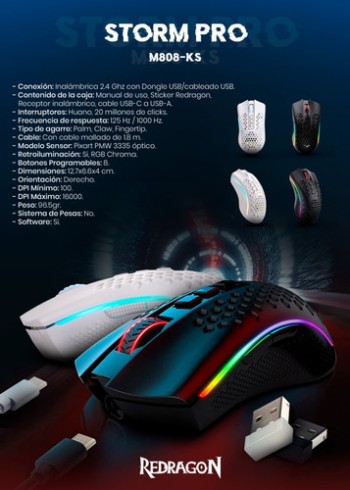 STORM PRO
STORM PRO
M808-KS
M808-KS
- Conexión: Inalámbrica 2.4 Ghz con Dongle USB/cableado USB.
- Contenido de la caja: Manual de uso, Sticker Redragon,
Receptor inalámbrico, cable USB-C a USB-A.
- Interruptores: Huano, 20 millones de clicks.
- Frecuencia de respuesta: 125 Hz / 1000 Hz.
- Tipo de agarre: Palm, Claw, Fingertip.
- Cable: Con cable mallado de 1.8 m.
- Modelo Sensor: Pixart PMW 3335 óptico.
- Retroiluminación: Si, RGB Chroma.
- Botones Programables: 8.
- Dimensiones: 12.7x6.6x4 cm.
- Orientación: Derecho.
- DPI Mínimo: 100.
- DPI Máximo: 16000.
- Peso: 96.5gr.
- Sistema de Pesas: No.
- Software: Si.
REDRAGON